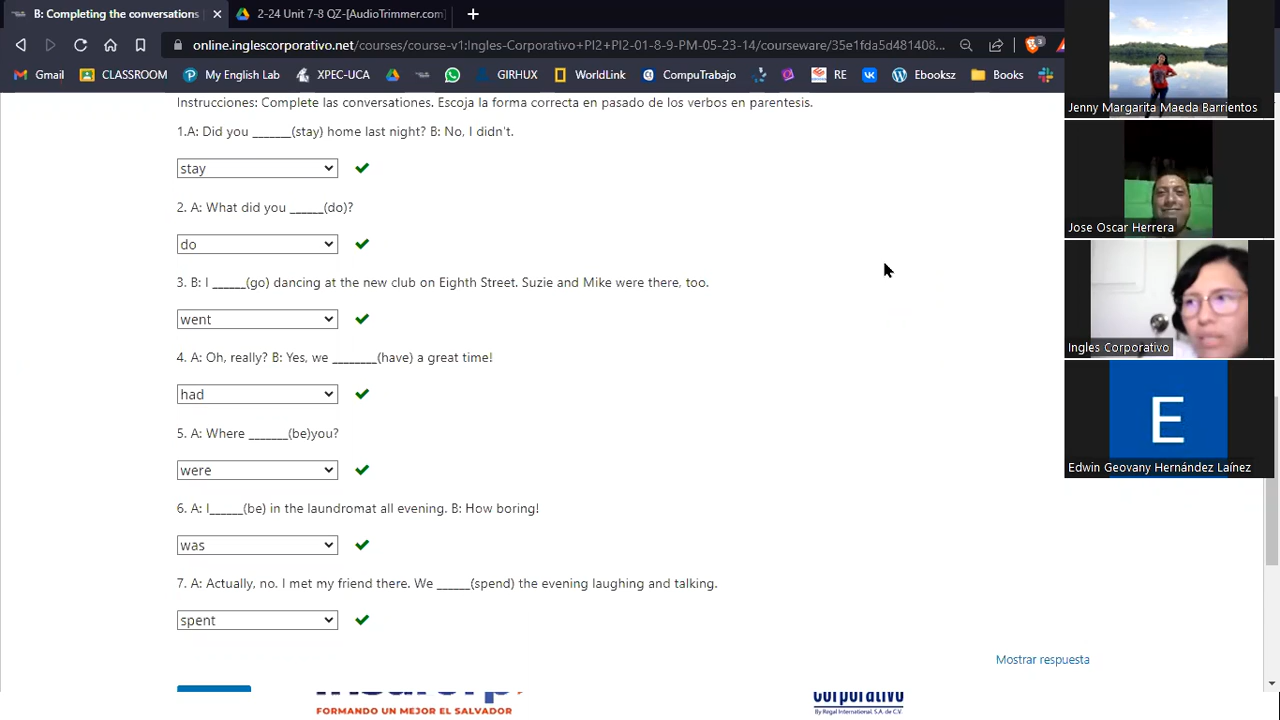 B: Completing the conversations
2-24 Unit 7-8 QZ-[AudioTrimmer.com]
online.inglescorporativo.net/courses/course-v1:Ingles-Corporativo+PI2+PI2-01-8-9-PM-05-23-14/courseware/35e1fda5d481408...
3
Gmail
CLASSROOM
My English Lab
XPEC-UCA
GIRHUX
WorldLink
Computrabajo
RE
Ebooksz
Books
Instrucciones: Complete las conversationes. Escoja la forma correcta en pasado de los verbos en parentesis.
1.A: Did you _______(stay) home last night? B: No, I didn't.
stay
2. A: What did you ______(do)?
do
3.B: I ______(go) dancing at the new club on Eighth Street. Suzie and Mike were there, too.
went
4. A: Oh, really? B: Yes, we ________(have) a great time!
had
5. A: Where _______(be)you?
were
6. A: I______(be) in the laundromat all evening. B: How boring!
was
7. A: Actually, no. I met my friend there. We ______(spend) the evening laughing and talking.
spent
Mostrar respuesta
FORMANDO UN MEJOR EL SALVADOR
corporativo
By Regal International, S.A. de C.V.
Jenny Margarita Maeda Barrientos
Jose Oscar Herrera
Ingles Corporativo
E
Edwin Geovany Hernández Laínez